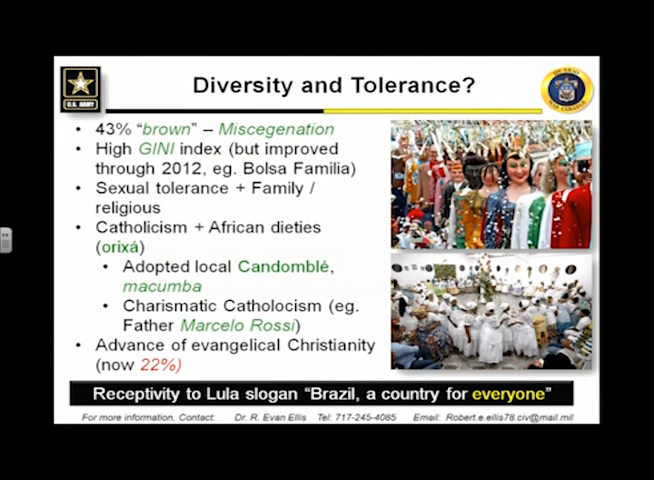 Diversity and Tolerance?
U.S. ARMY
• 43% “brown” – Miscegenation
• High GINI index (but improved
through 2012, eg. Bolsa Familia)
• Sexual tolerance + Family /
religious
• Catholicism + African dieties
(orixá)
• Adopted local Candomblé,
macumba
• Charismatic Catholocism (eg.
Father Marcelo Rossi)
• Advance of evangelical Christianity
(now 22%)
Receptivity to Lula slogan “Brazil, a country for everyone”
For more information, Contact: Dr. R. Evan Ellis Tel: 717-245-4085 Email: Robert.e.ellis78.civ@mail.mil